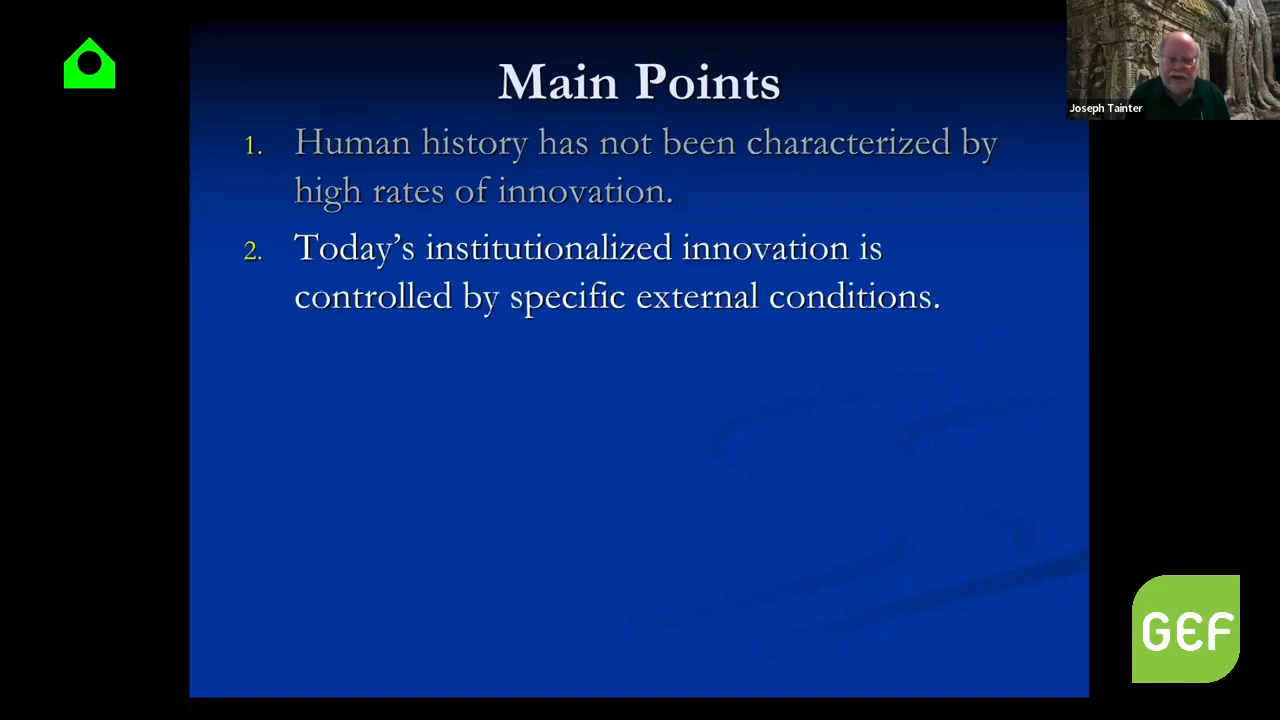 Main Points
Joseph Tainter
1. Human history has not been characterized by
high rates of innovation.
2. Today’s institutionalized innovation is
controlled by specific external conditions.
GEF